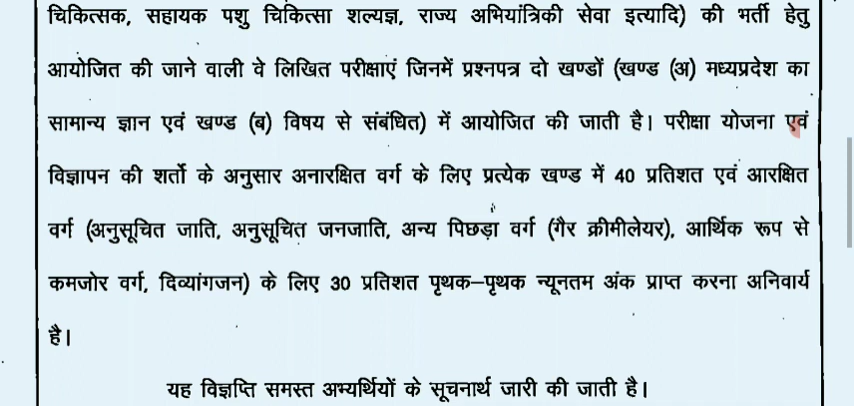 चिकित्सक, सहायक पशु चिकित्सा शल्यज्ञ, राज्य अभियांत्रिकी सेवा इत्यादि) की भर्ती हेतु
आयोजित की जाने वाली वे लिखित परीक्षाएं जिनमें प्रश्नपत्र दो खण्डों (खण्ड (अ) मध्यप्रदेश का
सामान्य ज्ञान एवं खण्ड (ब) विषय से संबंधित) में आयोजित की जाती है। परीक्षा योजना एवं
विज्ञापन की शर्तो के अनुसार अनारक्षित वर्ग के लिए प्रत्येक खण्ड में 40 प्रतिशत एवं आरक्षित
वर्ग (अनुसूचित जाति, अनुसूचित जनजाति, अन्य पिछड़ा वर्ग (गैर क्रीमीलेयर), आर्थिक रूप से
कमजोर वर्ग, दिव्यांगजन) के लिए 30 प्रतिशत पृथक–पृथक न्यूनतम अंक प्राप्त करना अनिवार्य
है।
यह विज्ञप्ति समस्त अभ्यर्थियों के सूचनार्थ जारी की जाती है।